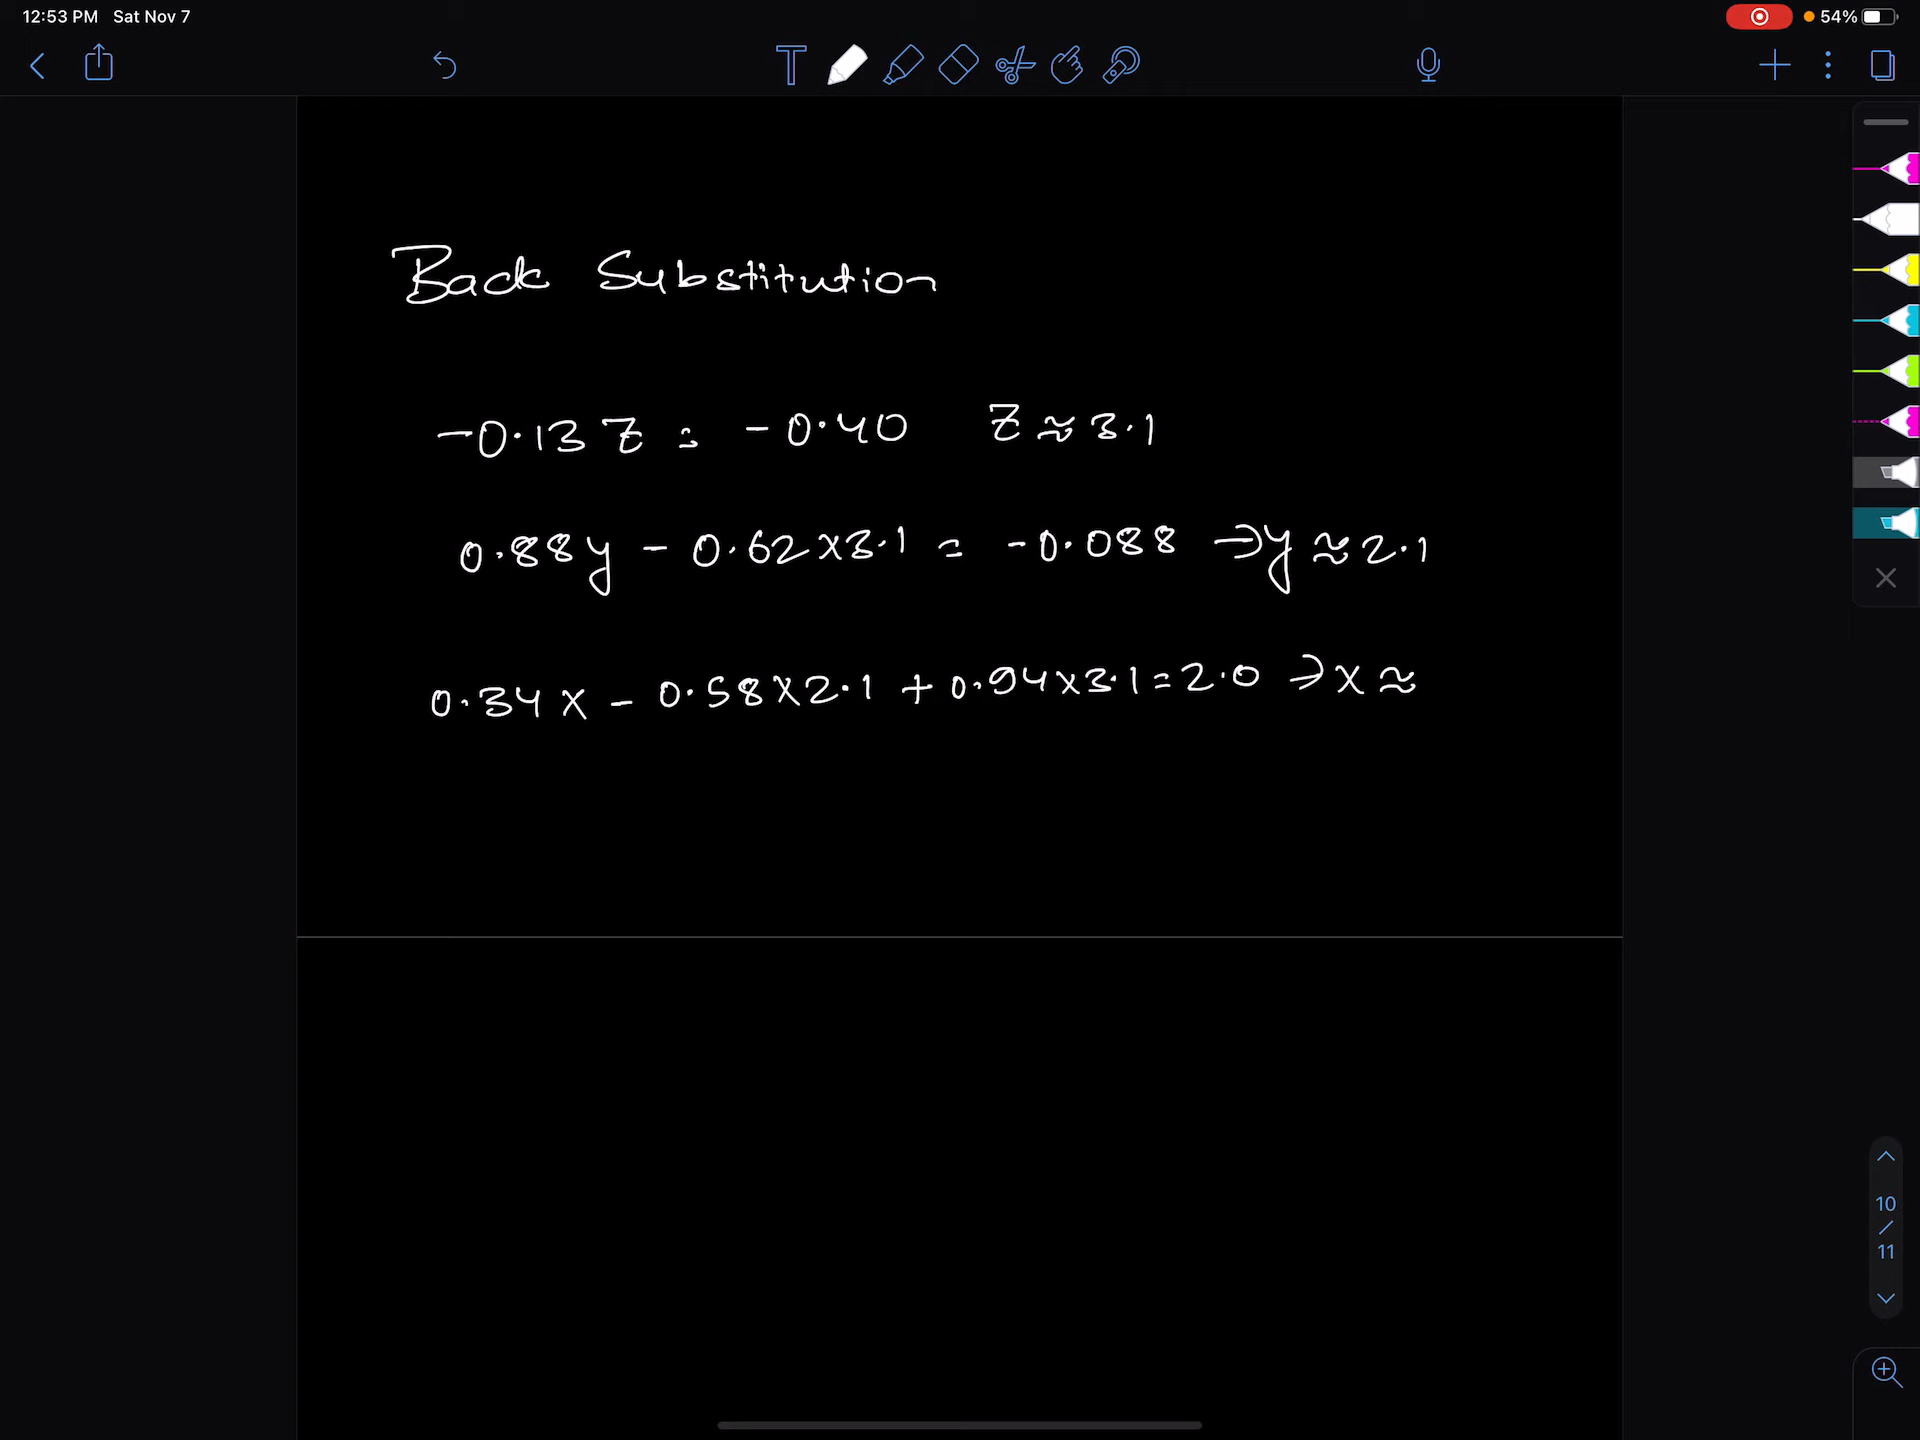 12:53 PM Sat Nov 7 54%
T
Back Substitution
-0.13 Z = -0.40 Z ≈ 3.1
0.88y - 0.62×3.1 = -0.088 → y ≈ 2.1
0.34 x - 0.58×2.1 + 0.94×3.1 = 2.0 → x ≈
10
/
11